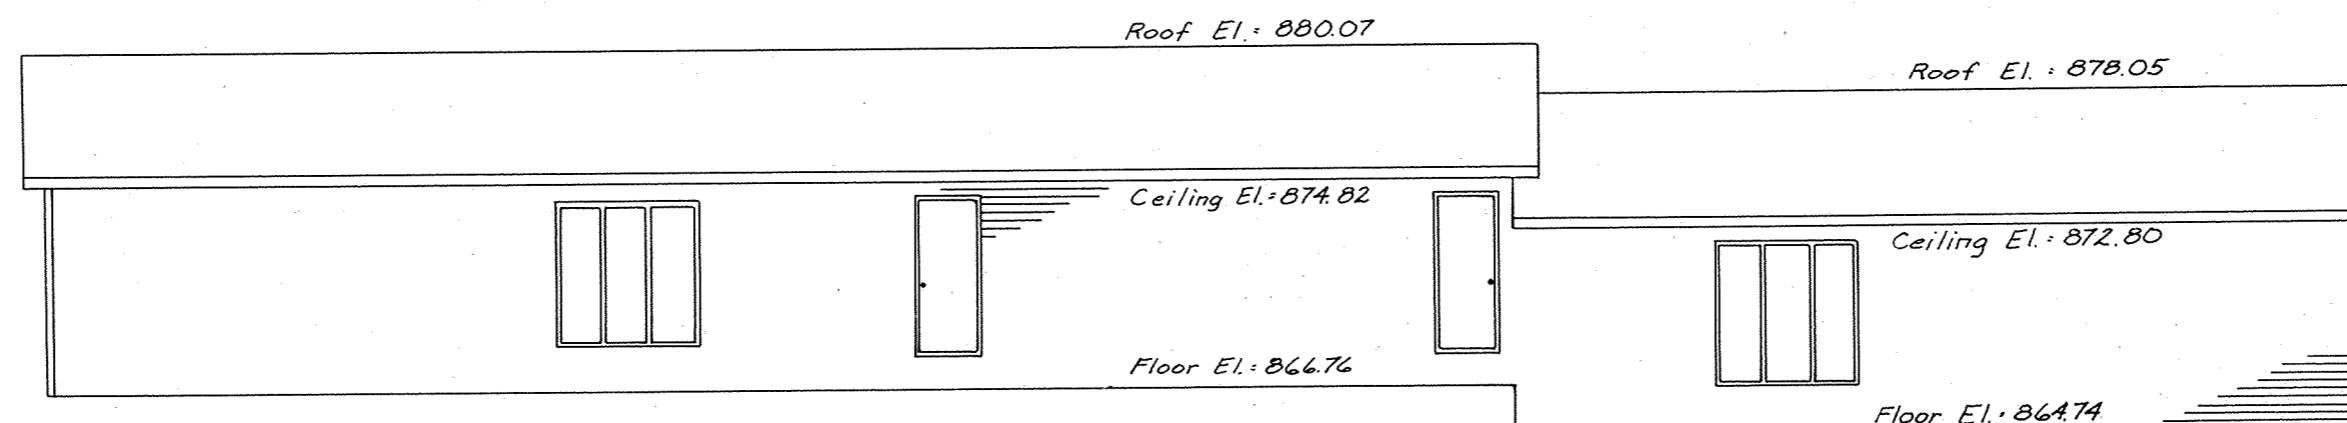 Roof El.: 880.07
Roof El. : 878.05
Ceiling El.: 874.82
Ceiling El.: 872.80
Floor El.: 866.76
Floor El.: 864.74